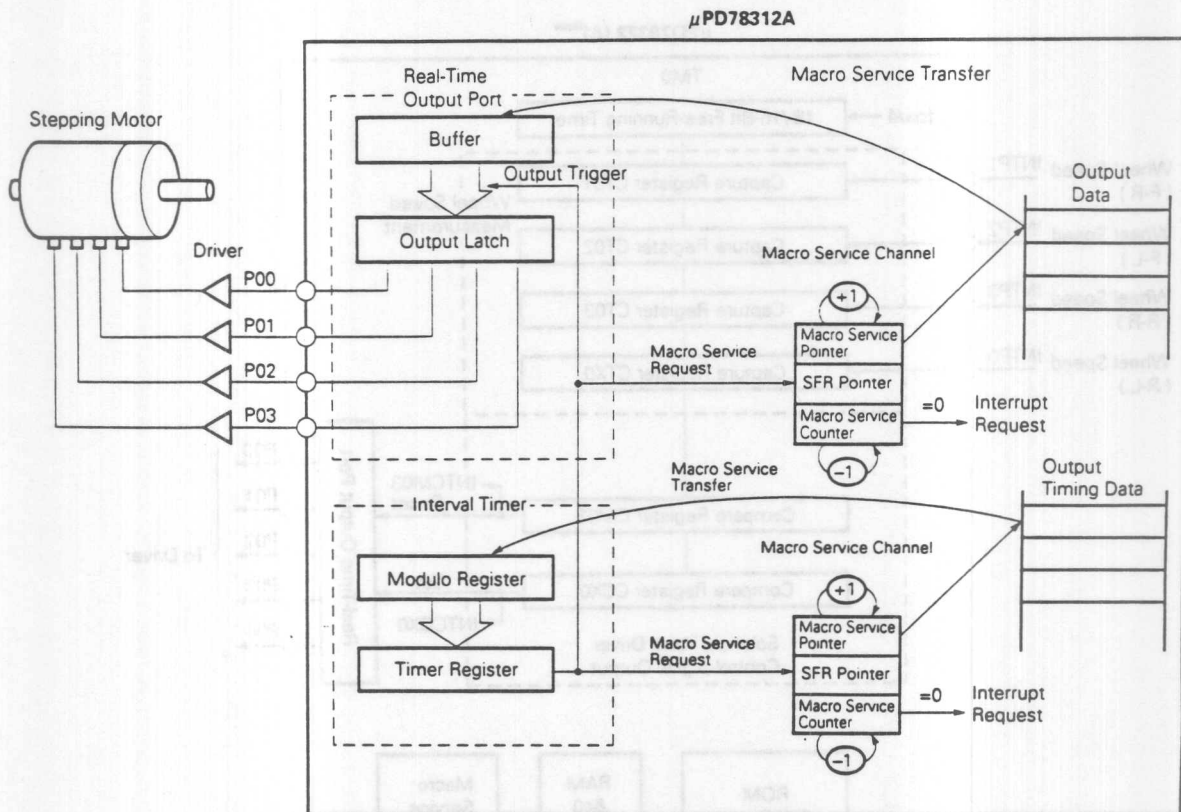 μPD78312A
Real-Time
Output Port
Macro Service Transfer
Stepping Motor
Buffer
Output Trigger
Output
Data
Output Latch
Driver
Macro Service Channel
P00
+1
P01
Macro Service
Pointer
Macro Service
Request
P02
SFR Pointer
Macro Service
Counter
=0
Interrupt
Request
P03
-1
Macro Service
Transfer
Output
Timing Data
Interval Timer
Macro Service Channel
Modulo Register
+1
Macro Service
Pointer
Macro Service
Request
Timer Register
SFR Pointer
Macro Service
Counter
=0
Interrupt
Request
-1